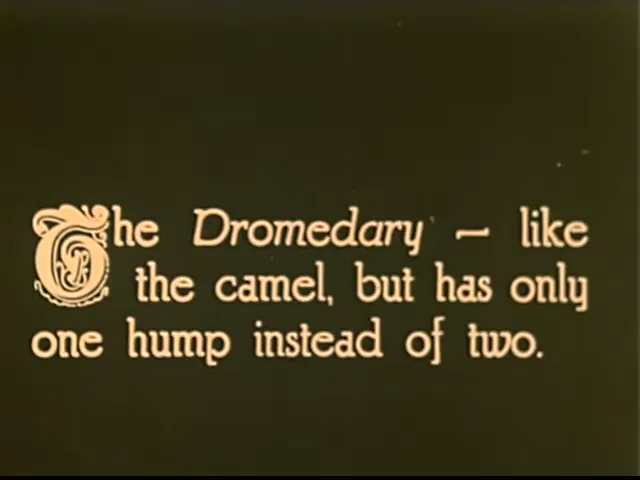 The Dromedary — like
the camel, but has only
one hump instead of two.